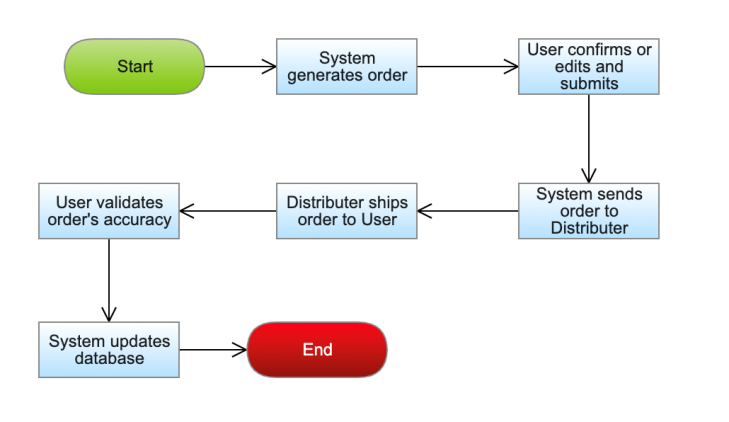 Start
System
generates order
User confirms or
edits and
submits
System sends
order to
Distributer
Distributer ships
order to User
User validates
order's accuracy
System updates
database
End